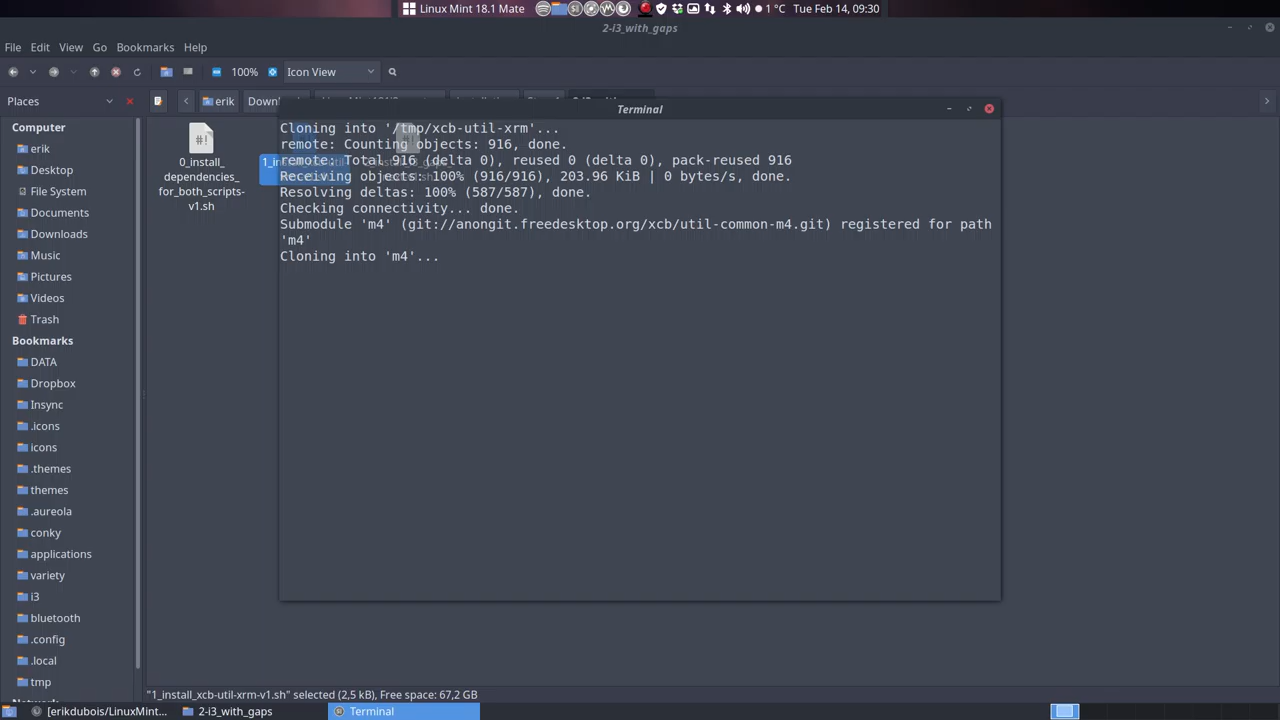 Linux Mint 18.1 Mate
1 °C
Tue Feb 14, 09:30
2-i3_with_gaps
File Edit View Go Bookmarks Help
100%
Icon View
Places
erik
Computer
erik
Desktop
File System
Documents
Downloads
Music
Pictures
Videos
Trash
Bookmarks
DATA
Dropbox
Insync
.icons
icons
.themes
themes
.aureola
conky
applications
variety
i3
bluetooth
.config
.local
tmp
0_install_
dependencies_
for_both_scripts-
v1.sh
Terminal
Cloning into '/tmp/xcb-util-xrm'...
remote: Counting objects: 916, done.
remote: Total 916 (delta 0), reused 0 (delta 0), pack-reused 916
Receiving objects: 100% (916/916), 203.96 KiB | 0 bytes/s, done.
Resolving deltas: 100% (587/587), done.
Checking connectivity... done.
Submodule 'm4' (git://anongit.freedesktop.org/xcb/util-common-m4.git) registered for path
'm4'
Cloning into 'm4'...
"1_install_xcb-util-xrm-v1.sh" selected (2,5 kB), Free space: 67,2 GB
[erikdubois/LinuxMint...
2-i3_with_gaps
Terminal